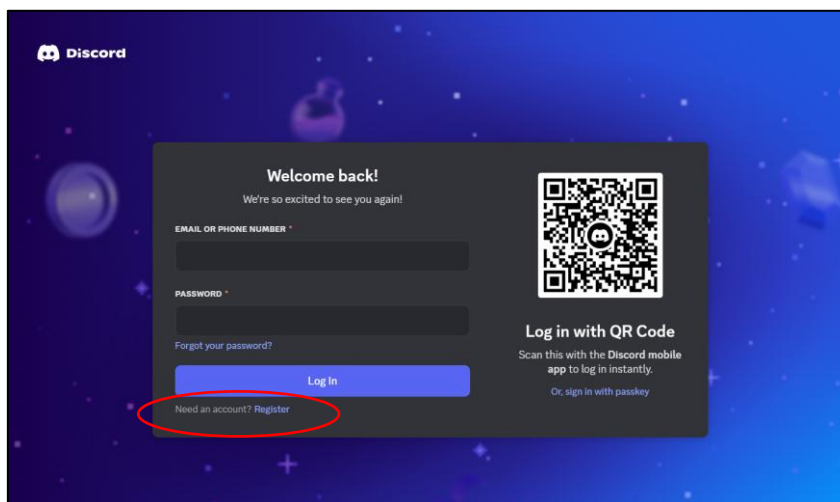 Discord
Welcome back!
We're so excited to see you again!
EMAIL OR PHONE NUMBER *
PASSWORD *
Forgot your password?
Log In
Need an account? Register
Log in with QR Code
Scan this with the Discord mobile
app to log in instantly.
Or, sign in with passkey